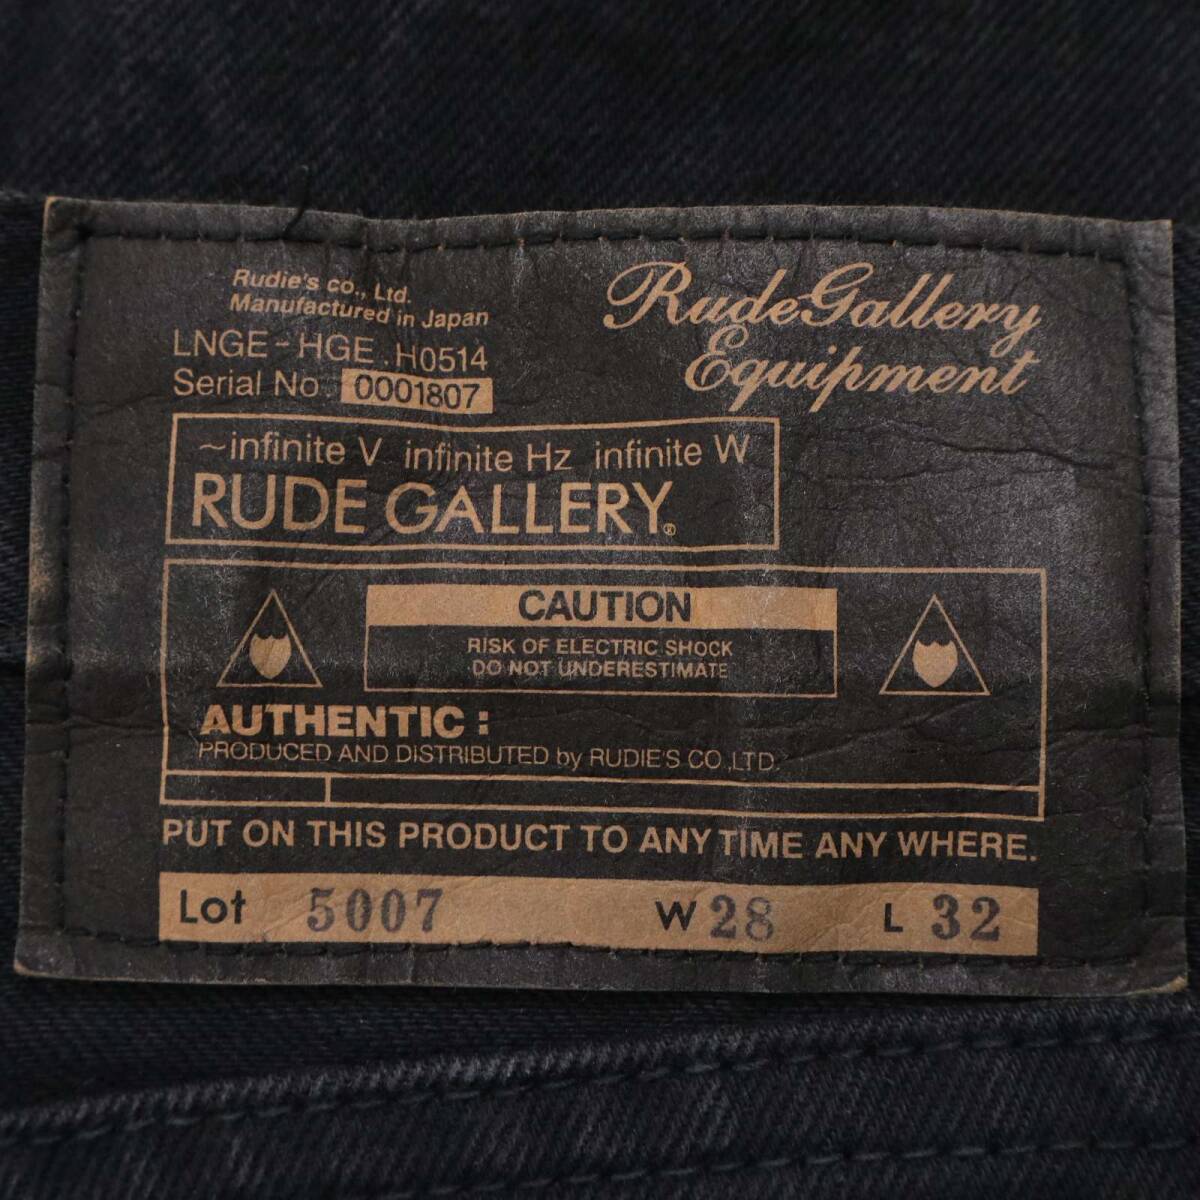 Rudie's co., Ltd.
Manufactured in Japan
LNGE-HGE.H0514
Serial No 0001807
RudeGallery
Equipment
~infinite V infinite Hz infinite W
RUDE GALLERY®
CAUTION
RISK OF ELECTRIC SHOCK
DO NOT UNDERESTIMATE
AUTHENTIC:
PRODUCED AND DISTRIBUTED by RUDIE'S CO.,LTD.
PUT ON THIS PRODUCT TO ANY TIME ANY WHERE.
Lot 5007 W 28 L 32